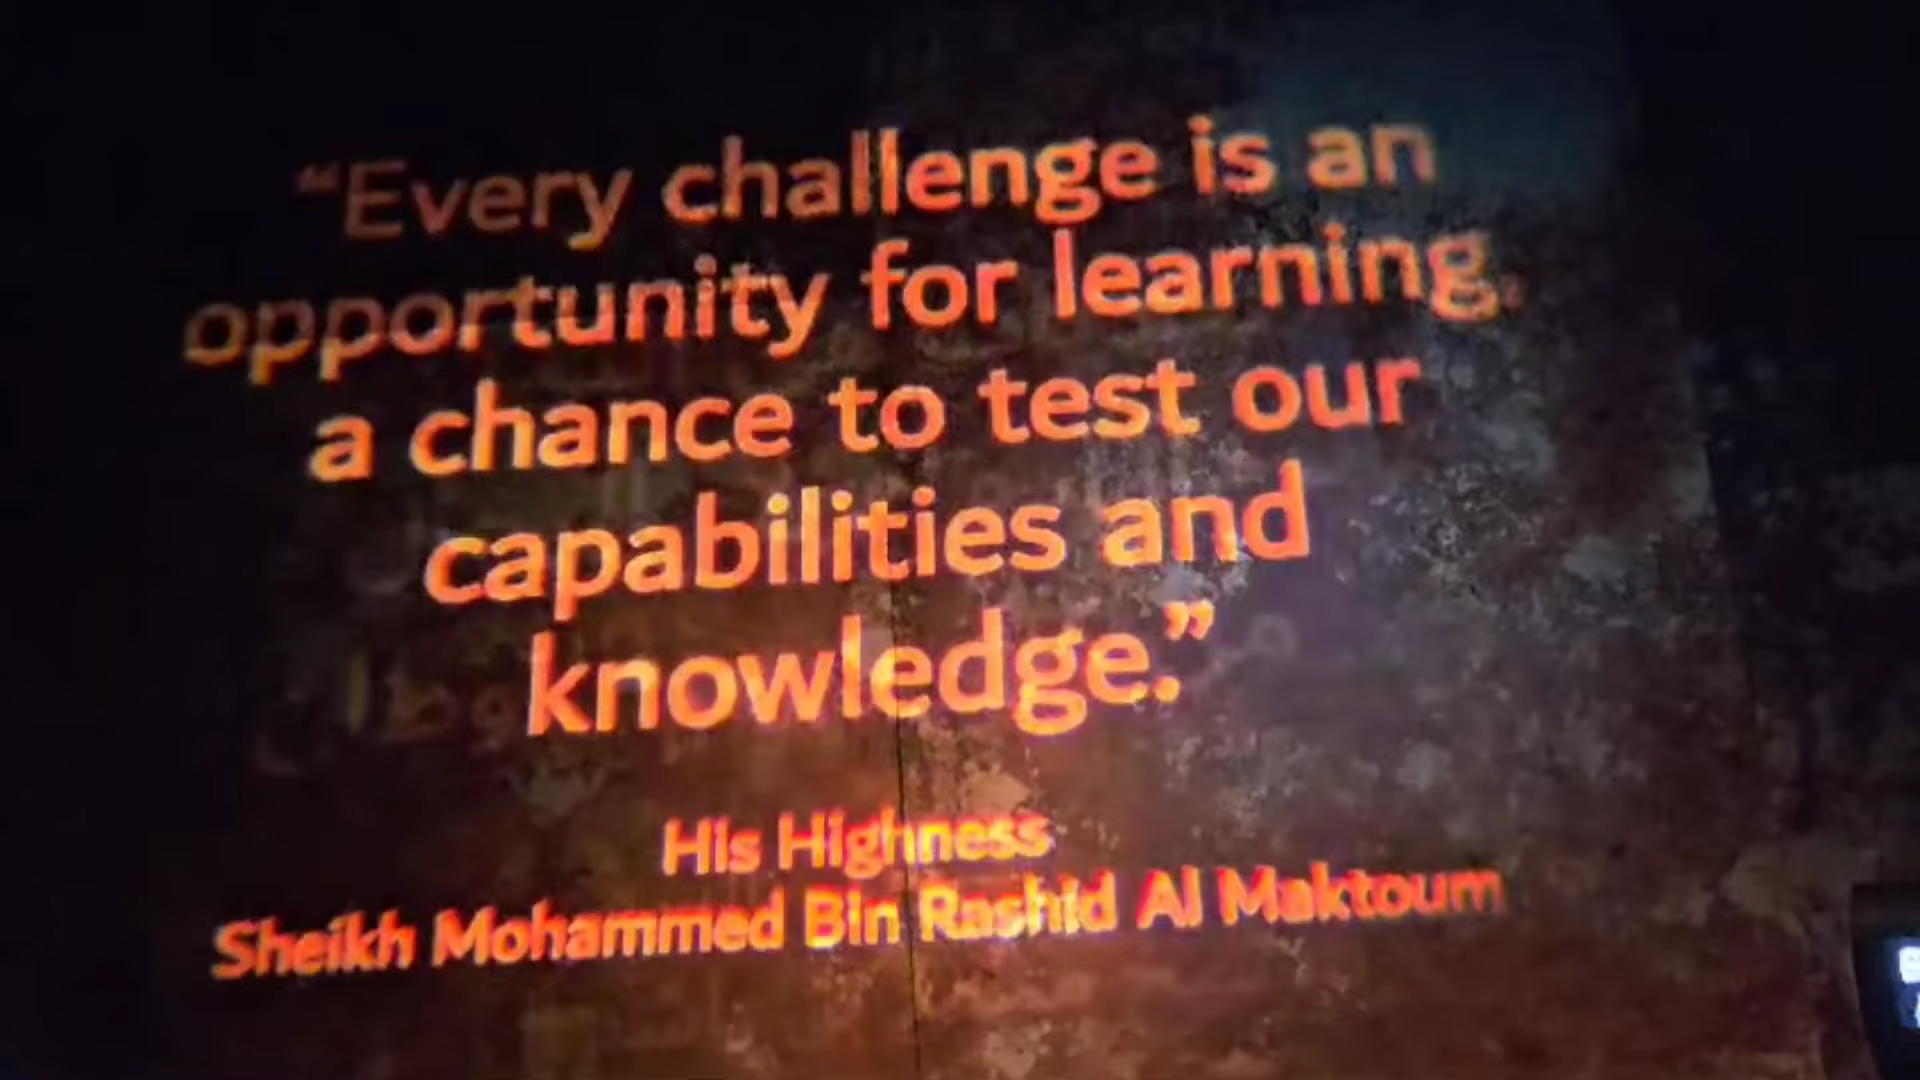 “Every challenge is an
opportunity for learning,
a chance to test our
capabilities and
knowledge.”
His Highness
Sheikh Mohammed Bin Rashid Al Maktoum